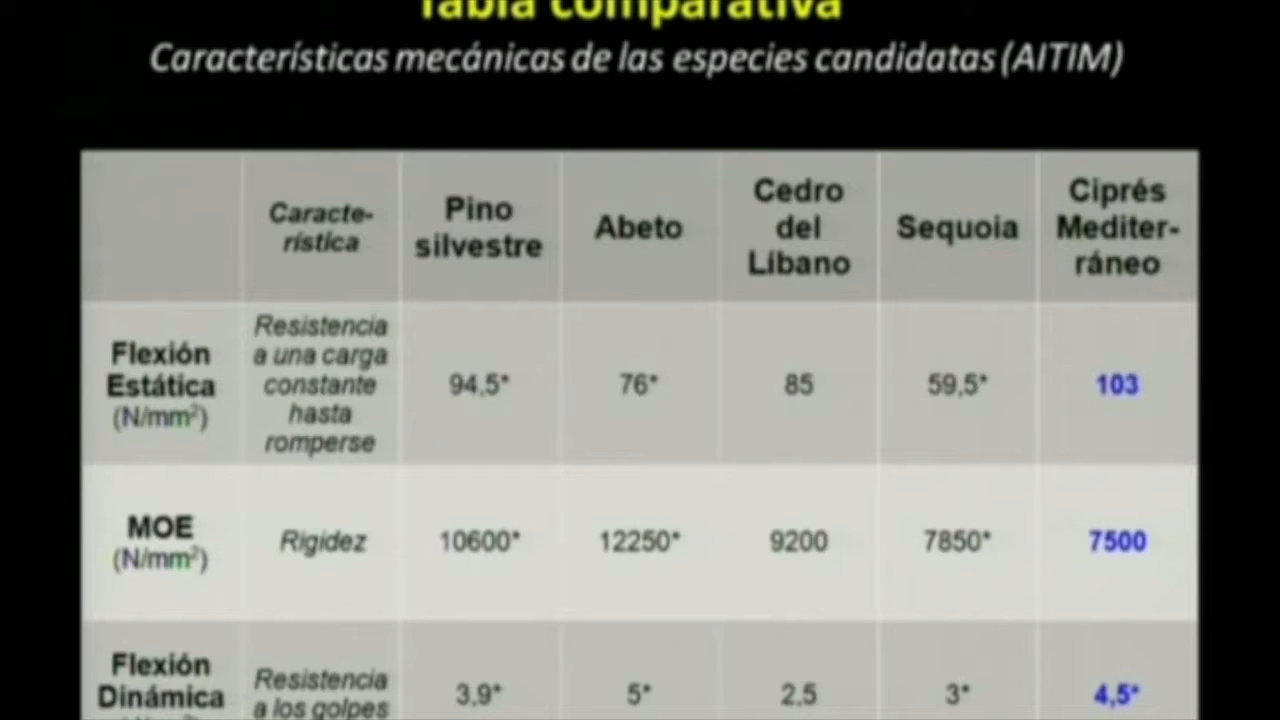 Tabla comparativa
Características mecánicas de las especies candidatas (AITIM)
Caracte-
rística
Pino
silvestre
Abeto
Cedro
del
Líbano
Sequoia
Ciprés
Mediter-
ráneo
Flexión
Estática
(N/mm²)
Resistencia
a una carga
constante
hasta
romperse
94,5*
76*
85
59,5*
103
MOE
(N/mm²)
Rigidez
10600*
12250*
9200
7850*
7500
Flexión
Dinámica
Resistencia
a los golpes
3,9*
5*
2,5
3*
4,5*